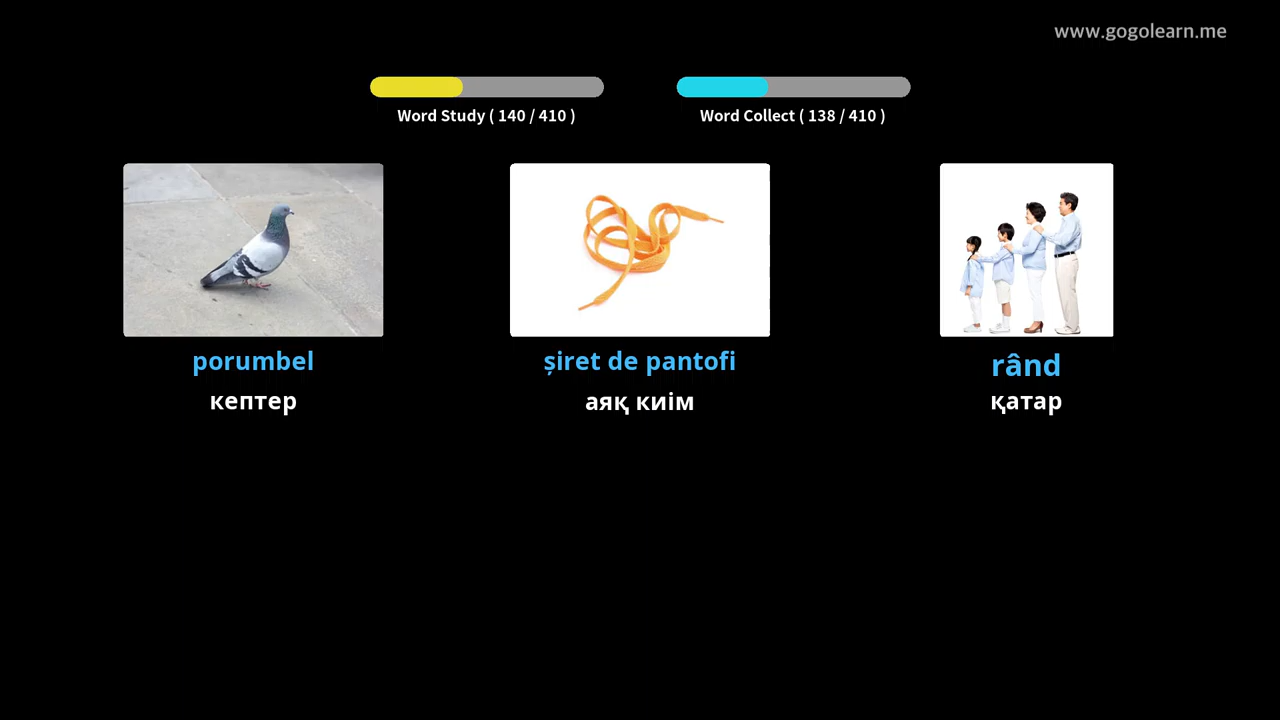 www.gogolearn.me
Word Study ( 140 / 410 )
Word Collect ( 138 / 410 )
porumbel
șiret de pantofi
rând
кептер
аяқ киім
қатар